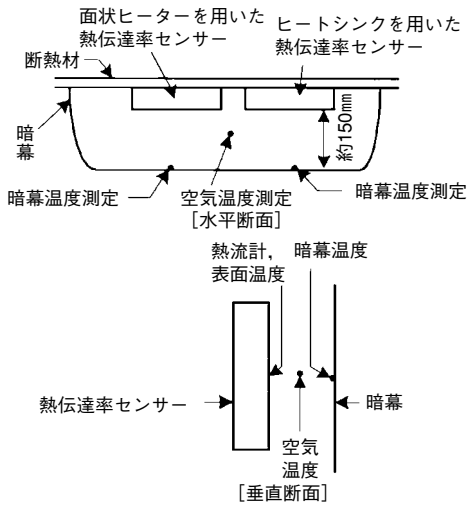 面状ヒーターを用いた
熱伝達率センサー
ヒートシンクを用いた
熱伝達率センサー
断熱材
暗
幕
約150mm
暗幕温度測定
空気温度測定
暗幕温度測定
[水平断面]
熱流計，
表面温度
暗幕温度
熱伝達率センサー
暗幕
空気
温度
[垂直断面]